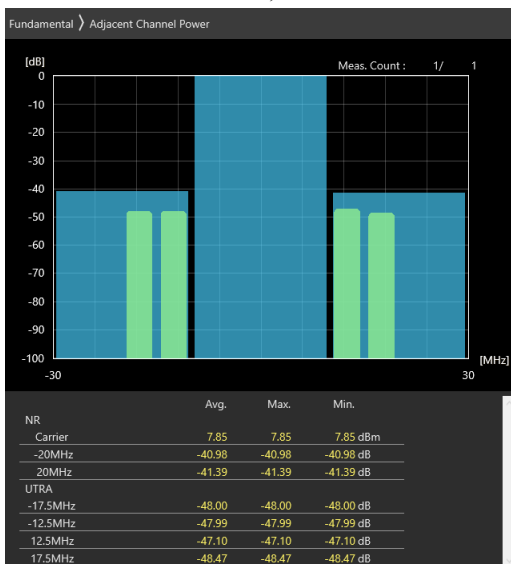 Fundamental 〉 Adjacent Channel Power
[dB]
Meas. Count : 1/ 1
0
-10
-20
-30
-40
-50
-60
-70
-80
-90
-100
[MHz]
-30 30
Avg. Max. Min.
NR
Carrier 7.85 7.85 7.85 dBm
-20MHz -40.98 -40.98 -40.98 dB
20MHz -41.39 -41.39 -41.39 dB
UTRA
-17.5MHz -48.00 -48.00 -48.00 dB
-12.5MHz -47.99 -47.99 -47.99 dB
12.5MHz -47.10 -47.10 -47.10 dB
17.5MHz -48.47 -48.47 -48.47 dB